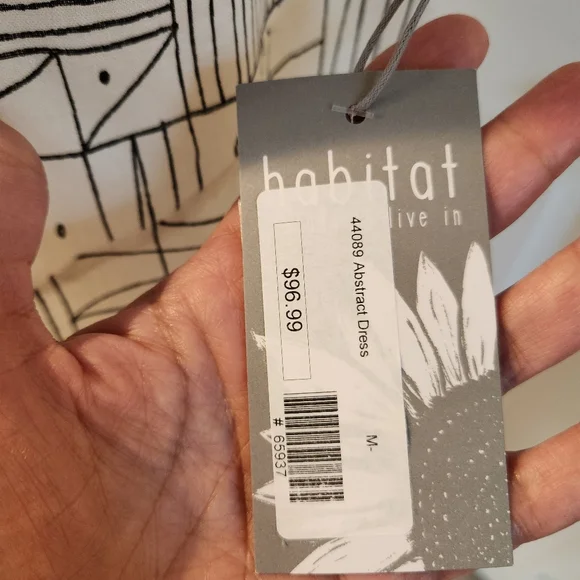 habitat
live in
44089 Abstract Dress
$96.99
M-
# 65937